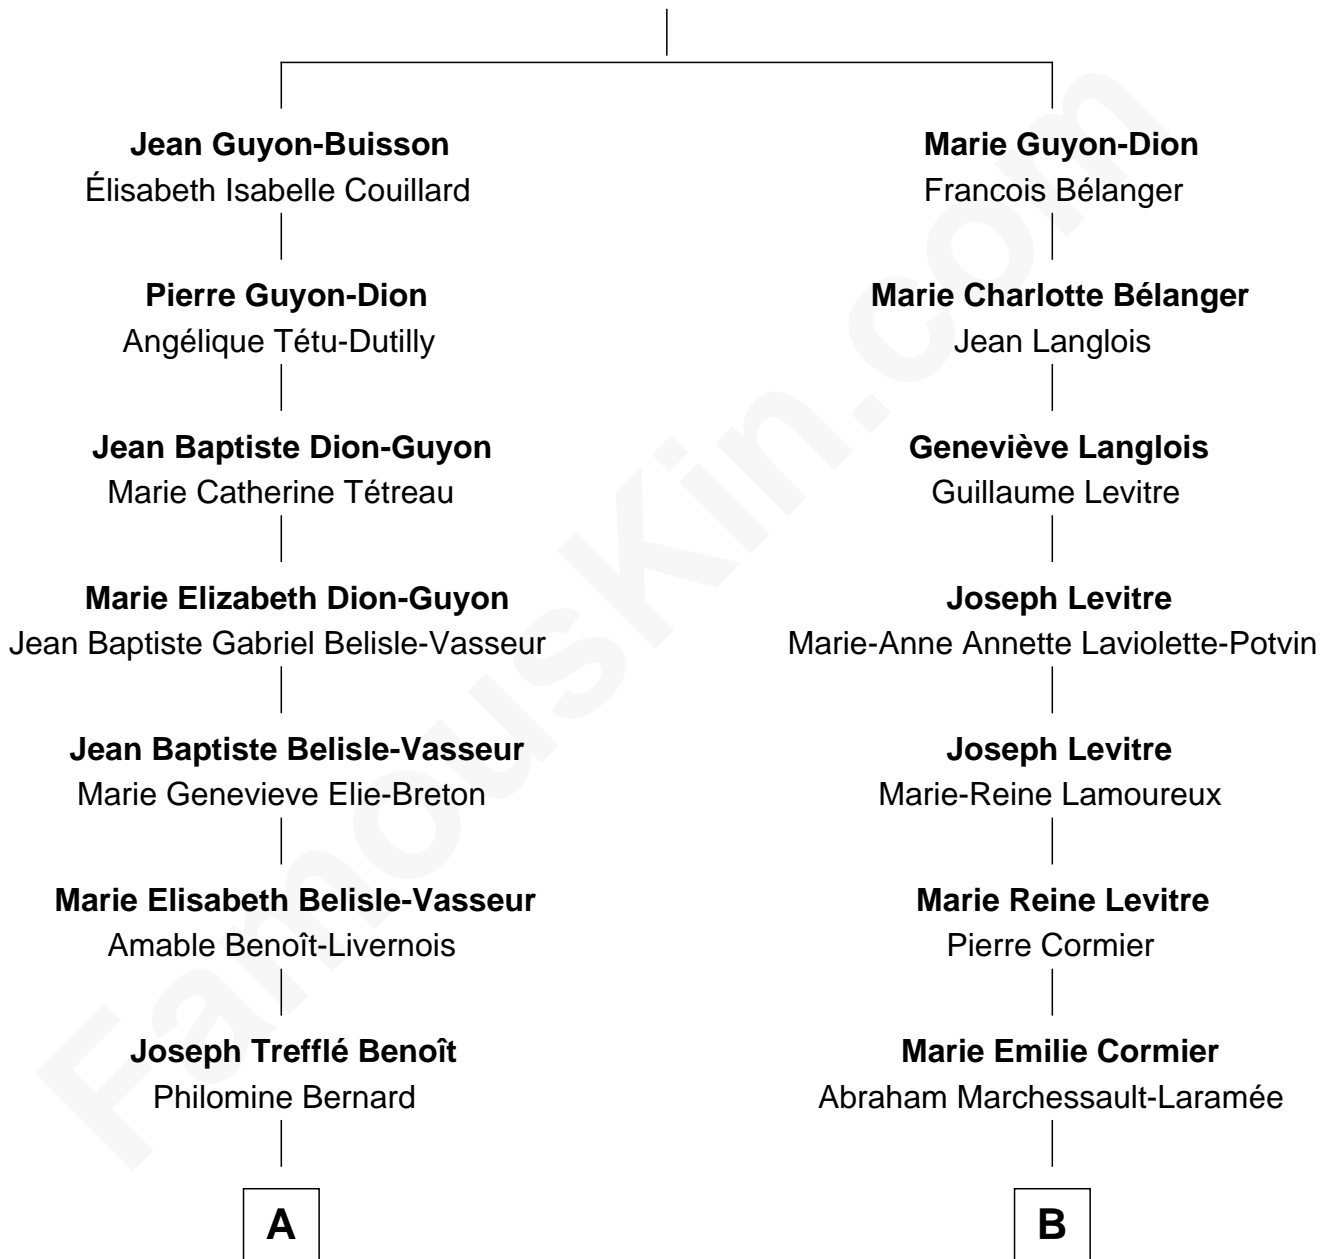 Jean Guyon-Buisson
Élisabeth Isabelle Couillard
Pierre Guyon-Dion
Angélique Tétu-Dutilly
Jean Baptiste Dion-Guyon
Marie Catherine Tétreau
Marie Elizabeth Dion-Guyon
Jean Baptiste Gabriel Belisle-Vasseur
Jean Baptiste Belisle-Vasseur
Marie Genevieve Elie-Breton
Marie Elisabeth Belisle-Vasseur
Amable Benoît-Livernois
Joseph Trefflé Benoît
Philomine Bernard
A
Marie Guyon-Dion
Francois Bélanger
Marie Charlotte Bélanger
Jean Langlois
Geneviève Langlois
Guillaume Levitre
Joseph Levitre
Marie-Anne Annette Laviolette-Potvin
Joseph Levitre
Marie-Reine Lamoureux
Marie Reine Levitre
Pierre Cormier
Marie Emilie Cormier
Abraham Marchessault-Laramée
B
FamousKin.com